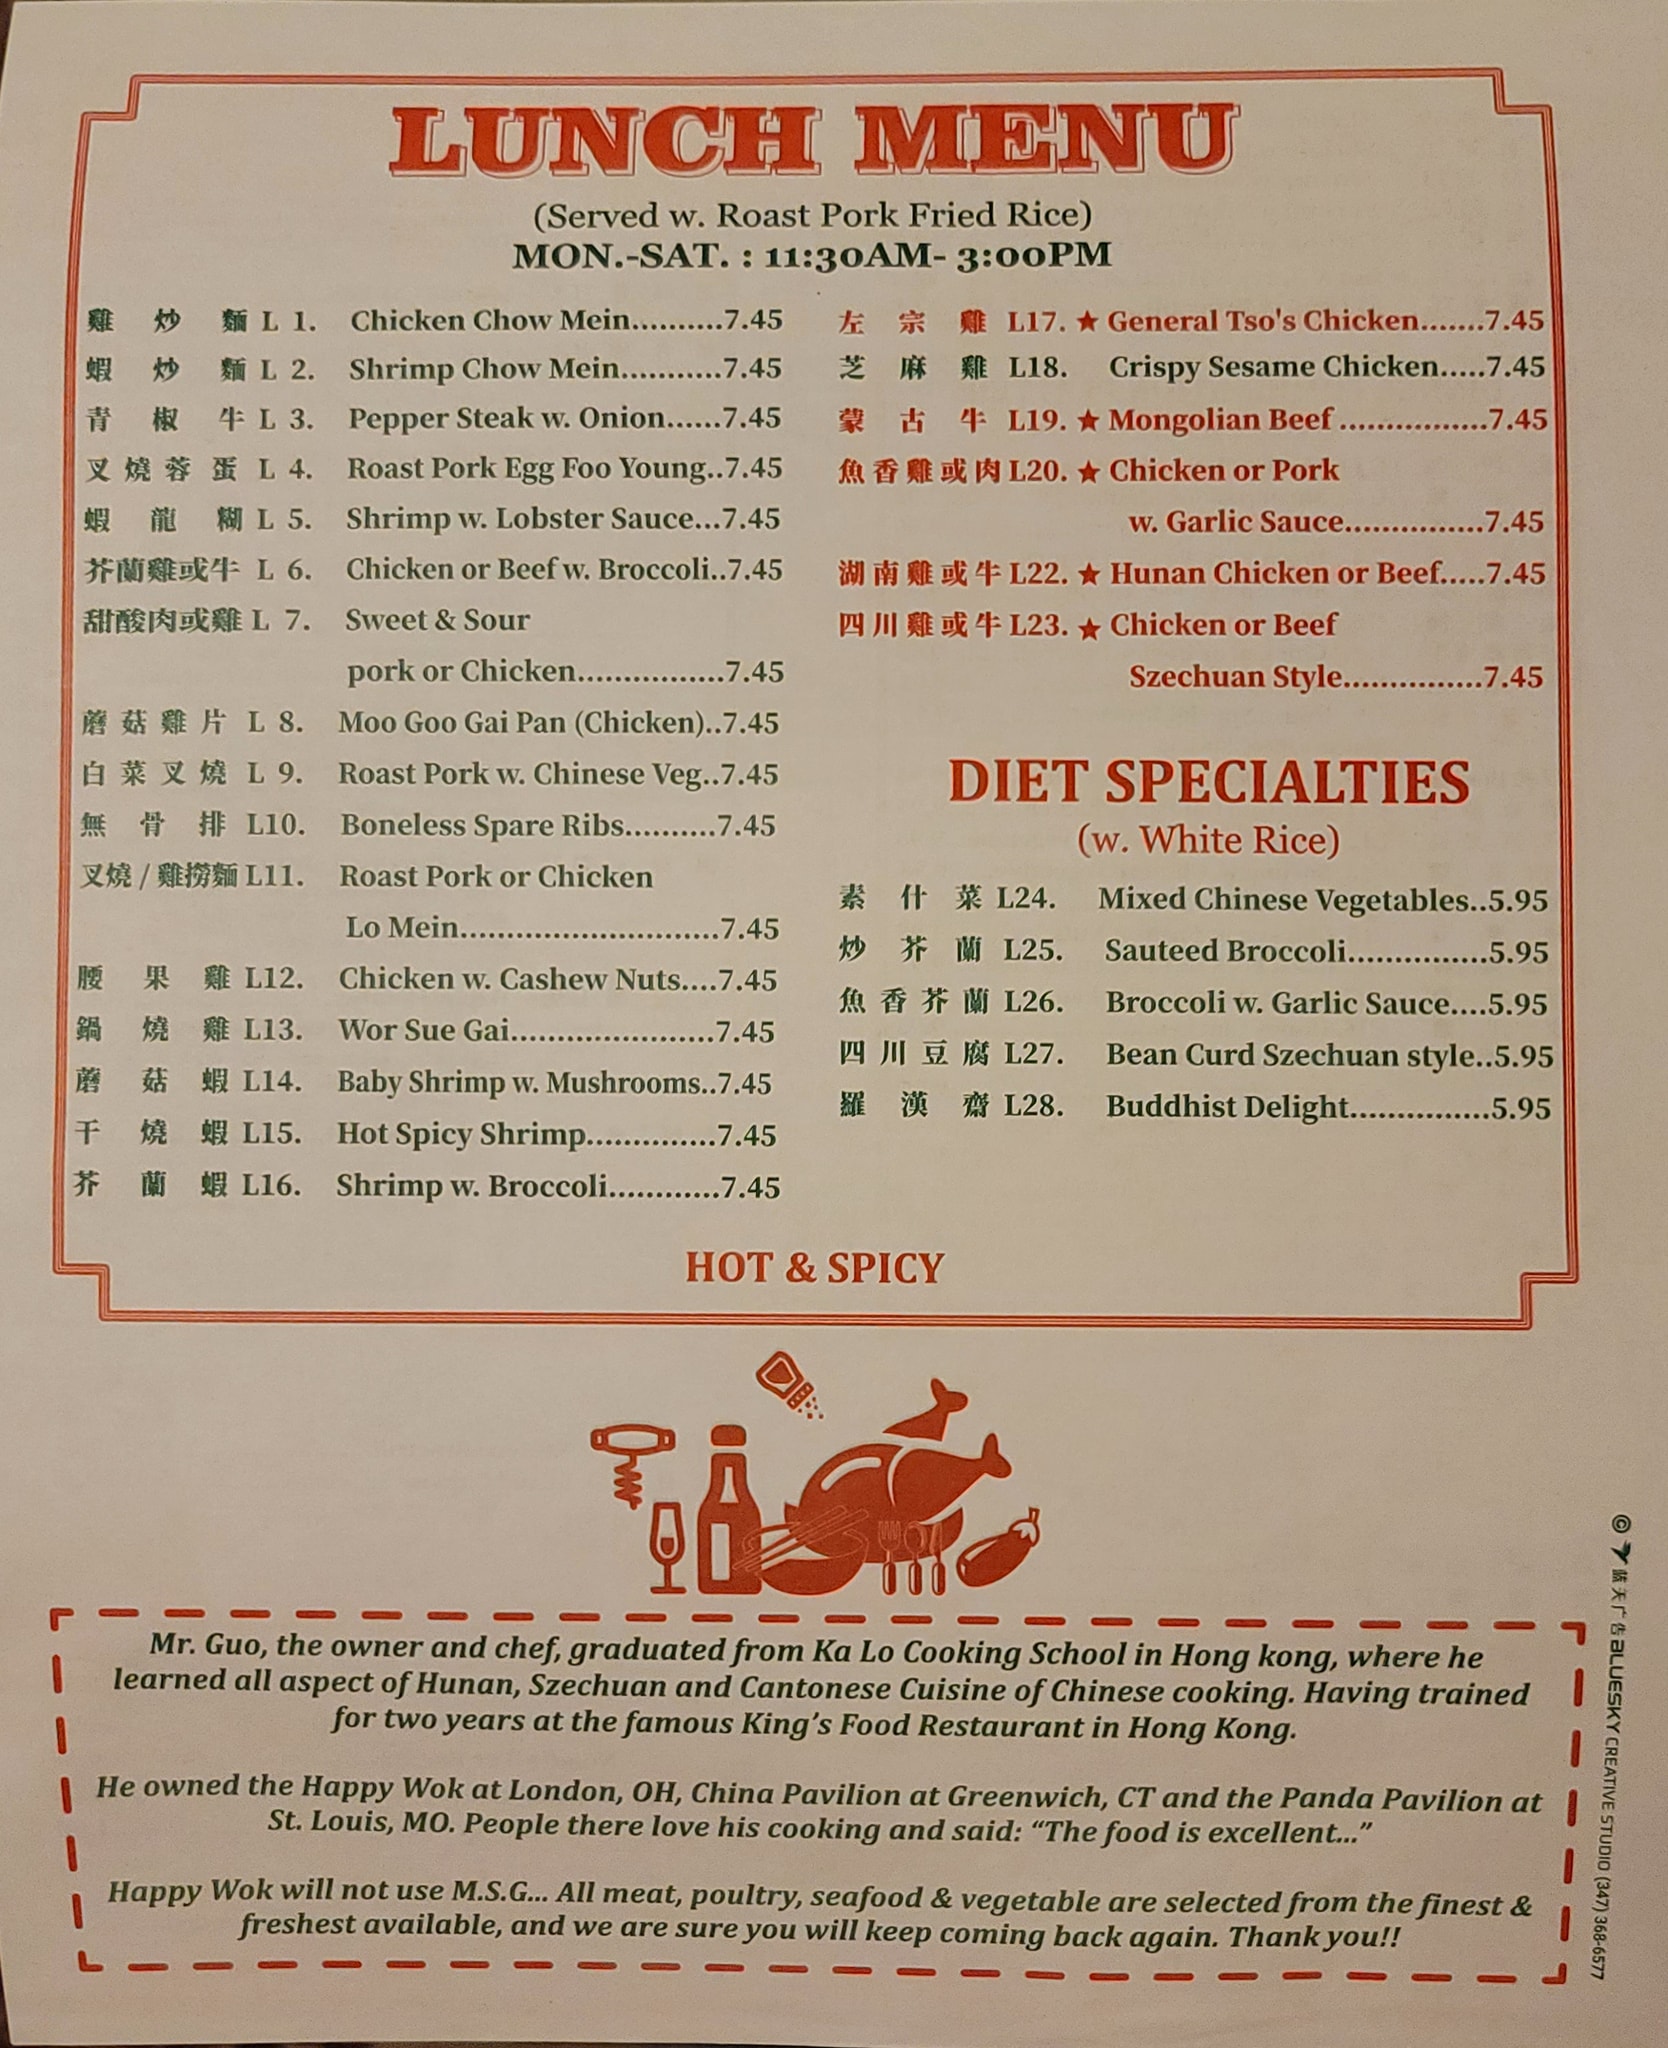 LUNCH MENU
(Served w. Roast Pork Fried Rice)
MON.-SAT. : 11:30AM- 3:00PM
雞炒麵 L 1. Chicken Chow Mein..........7.45
蝦炒麵 L 2. Shrimp Chow Mein...........7.45
青椒牛 L 3. Pepper Steak w. Onion......7.45
叉燒蓉蛋 L 4. Roast Pork Egg Foo Young..7.45
蝦龍糊 L 5. Shrimp w. Lobster Sauce...7.45
芥蘭雞或牛 L 6. Chicken or Beef w. Broccoli..7.45
甜酸肉或雞 L 7. Sweet & Sour
pork or Chicken................7.45
蘑菇雞片 L 8. Moo Goo Gai Pan (Chicken)..7.45
白菜叉燒 L 9. Roast Pork w. Chinese Veg..7.45
無骨排 L10. Boneless Spare Ribs..........7.45
叉燒 / 雞撈麵 L11. Roast Pork or Chicken
Lo Mein............................7.45
腰果雞 L12. Chicken w. Cashew Nuts....7.45
鍋燒雞 L13. Wor Sue Gai......................7.45
蘑菇蝦 L14. Baby Shrimp w. Mushrooms..7.45
干燒蝦 L15. Hot Spicy Shrimp..............7.45
芥蘭蝦 L16. Shrimp w. Broccoli............7.45
左宗雞 L17. ★ General Tso's Chicken.......7.45
芝麻雞 L18. Crispy Sesame Chicken.....7.45
蒙古牛 L19. ★ Mongolian Beef ................7.45
魚香雞或肉 L20. ★ Chicken or Pork
w. Garlic Sauce...............7.45
湖南雞或牛 L22. ★ Hunan Chicken or Beef.....7.45
四川雞或牛 L23. ★ Chicken or Beef
Szechuan Style...............7.45
DIET SPECIALTIES
(w. White Rice)
素什菜 L24. Mixed Chinese Vegetables..5.95
炒芥蘭 L25. Sauteed Broccoli...............5.95
魚香芥蘭 L26. Broccoli w. Garlic Sauce....5.95
四川豆腐 L27. Bean Curd Szechuan style..5.95
羅漢齋 L28. Buddhist Delight...............5.95
HOT & SPICY
Mr. Guo, the owner and chef, graduated from Ka Lo Cooking School in Hong kong, where he
learned all aspect of Hunan, Szechuan and Cantonese Cuisine of Chinese cooking. Having trained
for two years at the famous King's Food Restaurant in Hong Kong.
He owned the Happy Wok at London, OH, China Pavilion at Greenwich, CT and the Panda Pavilion at
St. Louis, MO. People there love his cooking and said: “The food is excellent...”
Happy Wok will not use M.S.G... All meat, poultry, seafood & vegetable are selected from the finest &
freshest available, and we are sure you will keep coming back again. Thank you!!
© 蓝天广告 BLUESKY CREATIVE STUDIO (347) 368-6577